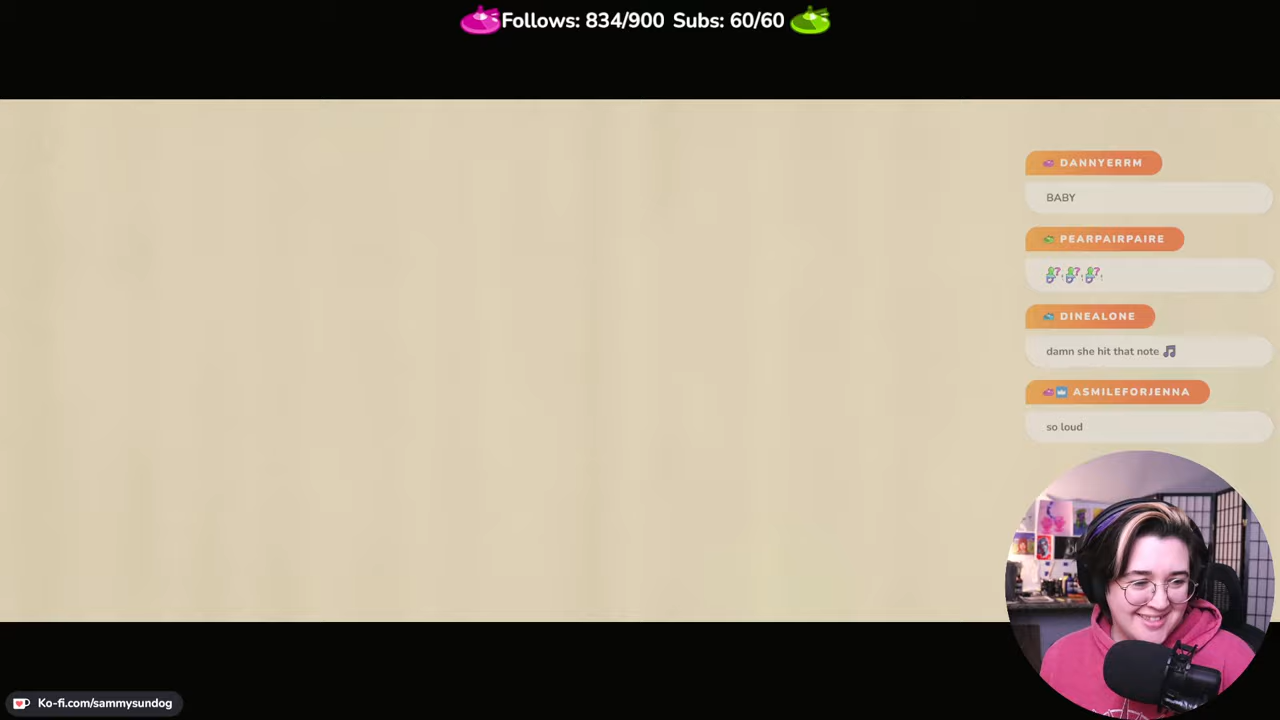 Follows: 834/900 Subs: 60/60
DANNYERRM
BABY
PEARPAIRPAIRE
DINEALONE
damn she hit that note 🎵
ASMILEFORJENNA
so loud
Ko-fi.com/sammysundog